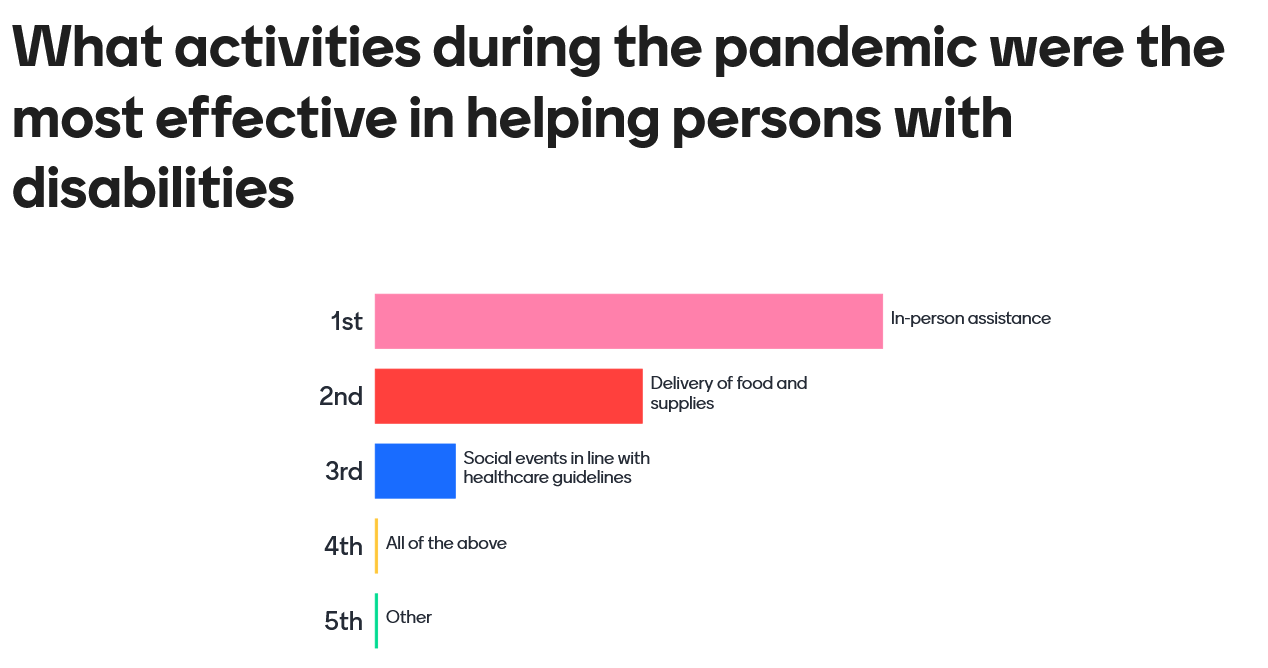 What activities during the pandemic were the
most effective in helping persons with
disabilities
1st
In-person assistance
2nd
Delivery of food and
supplies
3rd
Social events in line with
healthcare guidelines
4th
All of the above
5th
Other